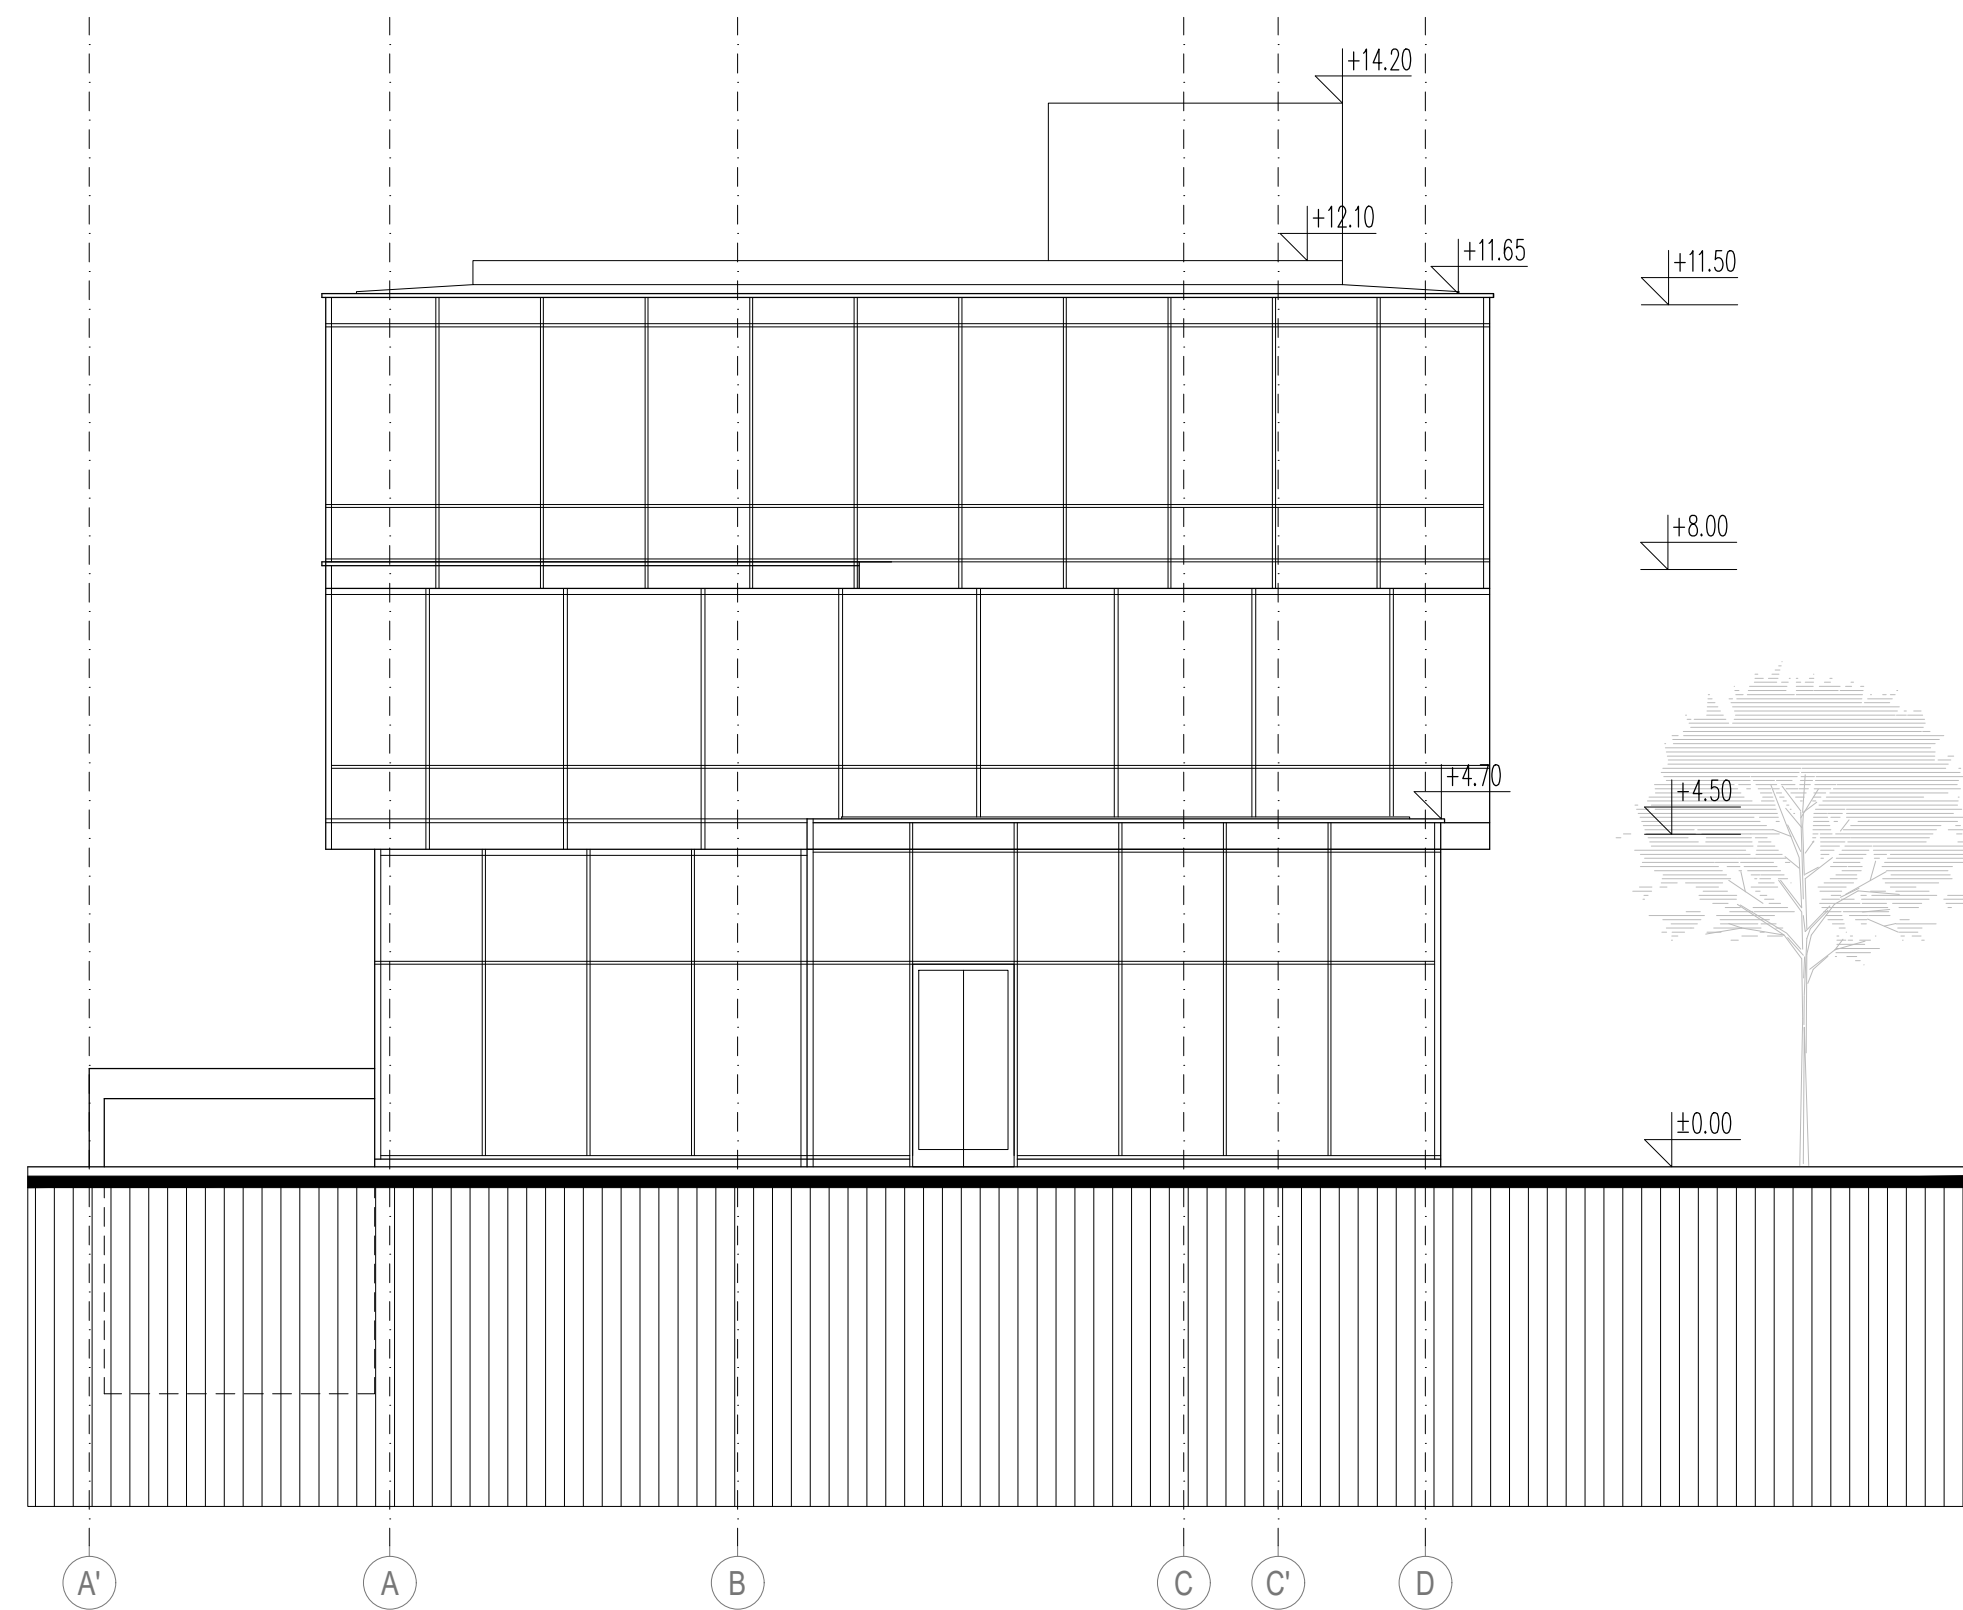 +14.20
+12.10
+11.65
+11.50
+8.00
+4.70
+4.50
±0.00
A'
A
B
C
C'
D